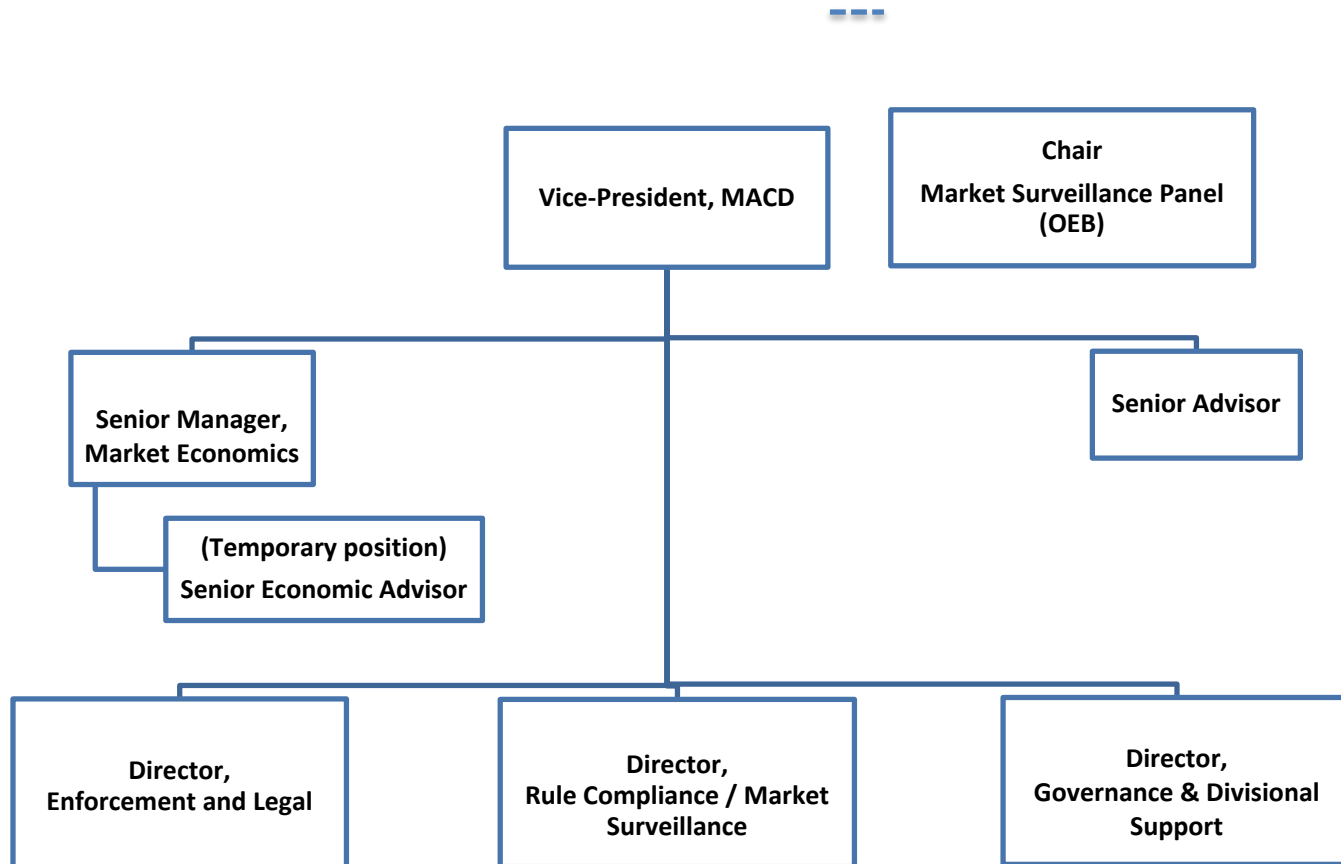 Vice-President, MACD
Chair
Market Surveillance Panel
(OEB)
Senior Manager,
Market Economics
Senior Advisor
(Temporary position)
Senior Economic Advisor
Director,
Enforcement and Legal
Director,
Rule Compliance / Market
Surveillance
Director,
Governance & Divisional
Support